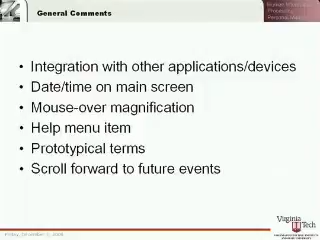 General Comments
• Integration with other applications/devices
• Date/time on main screen
• Mouse-over magnification
• Help menu item
• Prototypical terms
• Scroll forward to future events
Virginia
Tech